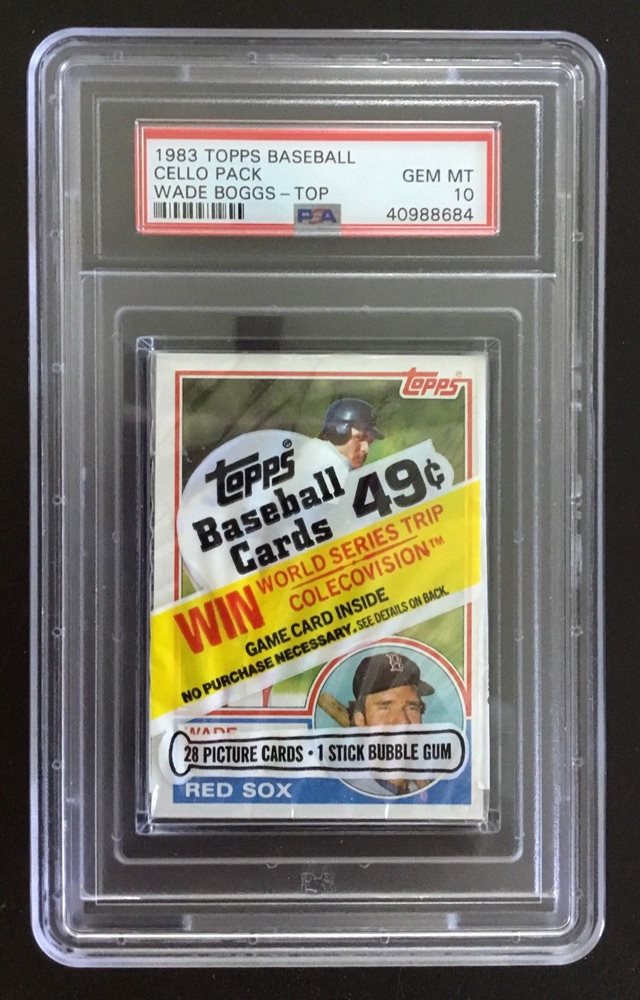 1983 TOPPS BASEBALL
CELLO PACK GEM MT
WADE BOGGS - TOP 10
PSA 40988684
Topps
Topps®
Baseball
Cards 49¢
WIN WORLD SERIES TRIP
COLECOVISION™
GAME CARD INSIDE
NO PURCHASE NECESSARY. SEE DETAILS ON BACK.
B
WADE
28 PICTURE CARDS • 1 STICK BUBBLE GUM
RED SOX
PSA